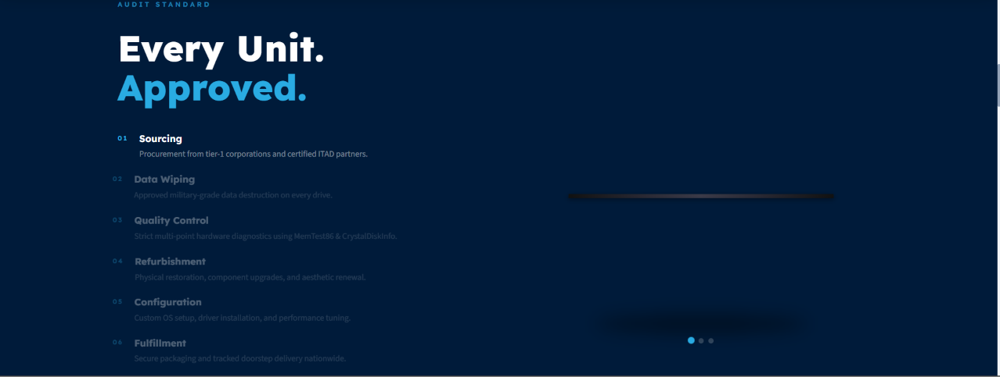 AUDIT STANDARD
Every Unit.
Approved.
01 Sourcing
Procurement from tier-1 corporations and certified ITAD partners.
02 Data Wiping
Approved military-grade data destruction on every drive.
03 Quality Control
Strict multi-point hardware diagnostics using MemTest86 & CrystalDiskInfo.
04 Refurbishment
Physical restoration, component upgrades, and aesthetic renewal.
05 Configuration
Custom OS setup, driver installation, and performance tuning.
06 Fulfillment
Secure packaging and tracked doorstep delivery nationwide.